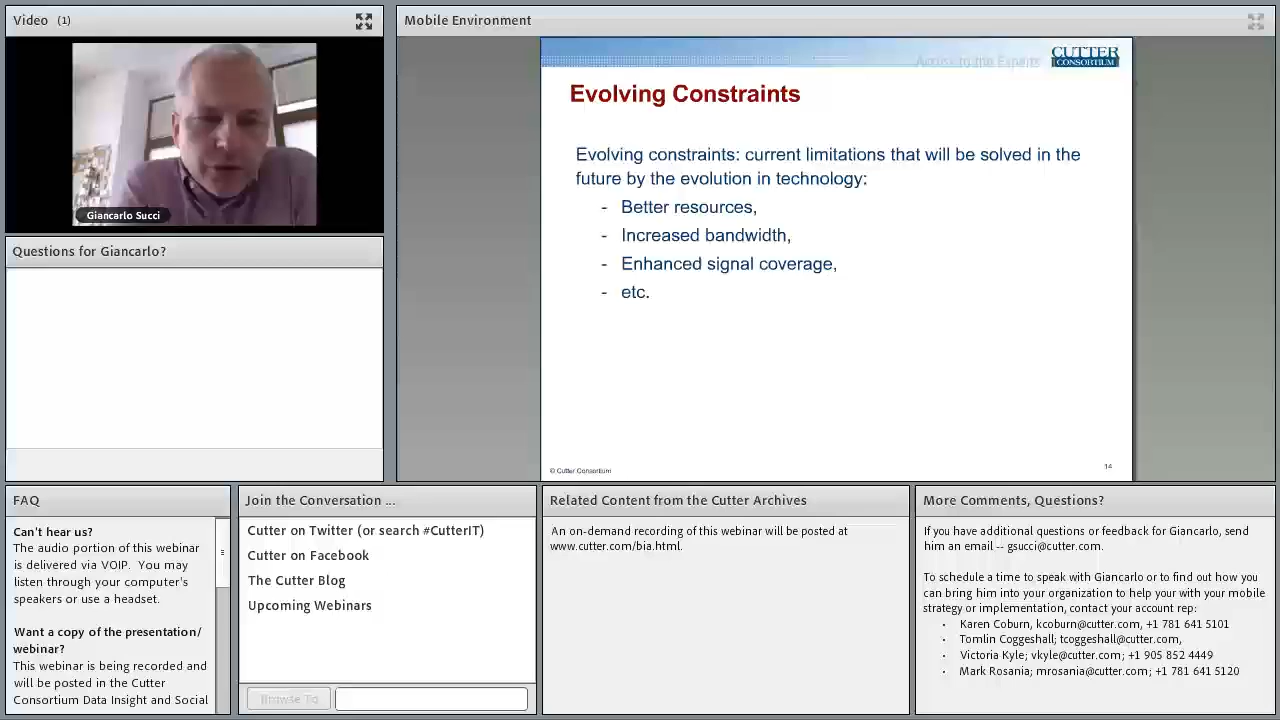 Video (1)
Giancarlo Succi
Questions for Giancarlo?
Mobile Environment
Access to the Experts
CUTTER
CONSORTIUM
Evolving Constraints
Evolving constraints: current limitations that will be solved in the
future by the evolution in technology:
- Better resources,
- Increased bandwidth,
- Enhanced signal coverage,
- etc.
© Cutter Consortium
14
FAQ
Can't hear us?
The audio portion of this webinar
is delivered via VOIP. You may
listen through your computer's
speakers or use a headset.
Want a copy of the presentation/
webinar?
This webinar is being recorded and
will be posted in the Cutter
Consortium Data Insight and Social
Join the Conversation ...
Cutter on Twitter (or search #CutterIT)
Cutter on Facebook
The Cutter Blog
Upcoming Webinars
Browse To
Related Content from the Cutter Archives
An on-demand recording of this webinar will be posted at
www.cutter.com/bia.html.
More Comments, Questions?
If you have additional questions or feedback for Giancarlo, send
him an email -- gsucci@cutter.com.
To schedule a time to speak with Giancarlo or to find out how you
can bring him into your organization to help your with your mobile
strategy or implementation, contact your account rep:
· Karen Coburn, kcoburn@cutter.com, +1 781 641 5101
· Tomlin Coggeshall; tcoggeshall@cutter.com,
· Victoria Kyle; vkyle@cutter.com; +1 905 852 4449
· Mark Rosania; mrosania@cutter.com; +1 781 641 5120